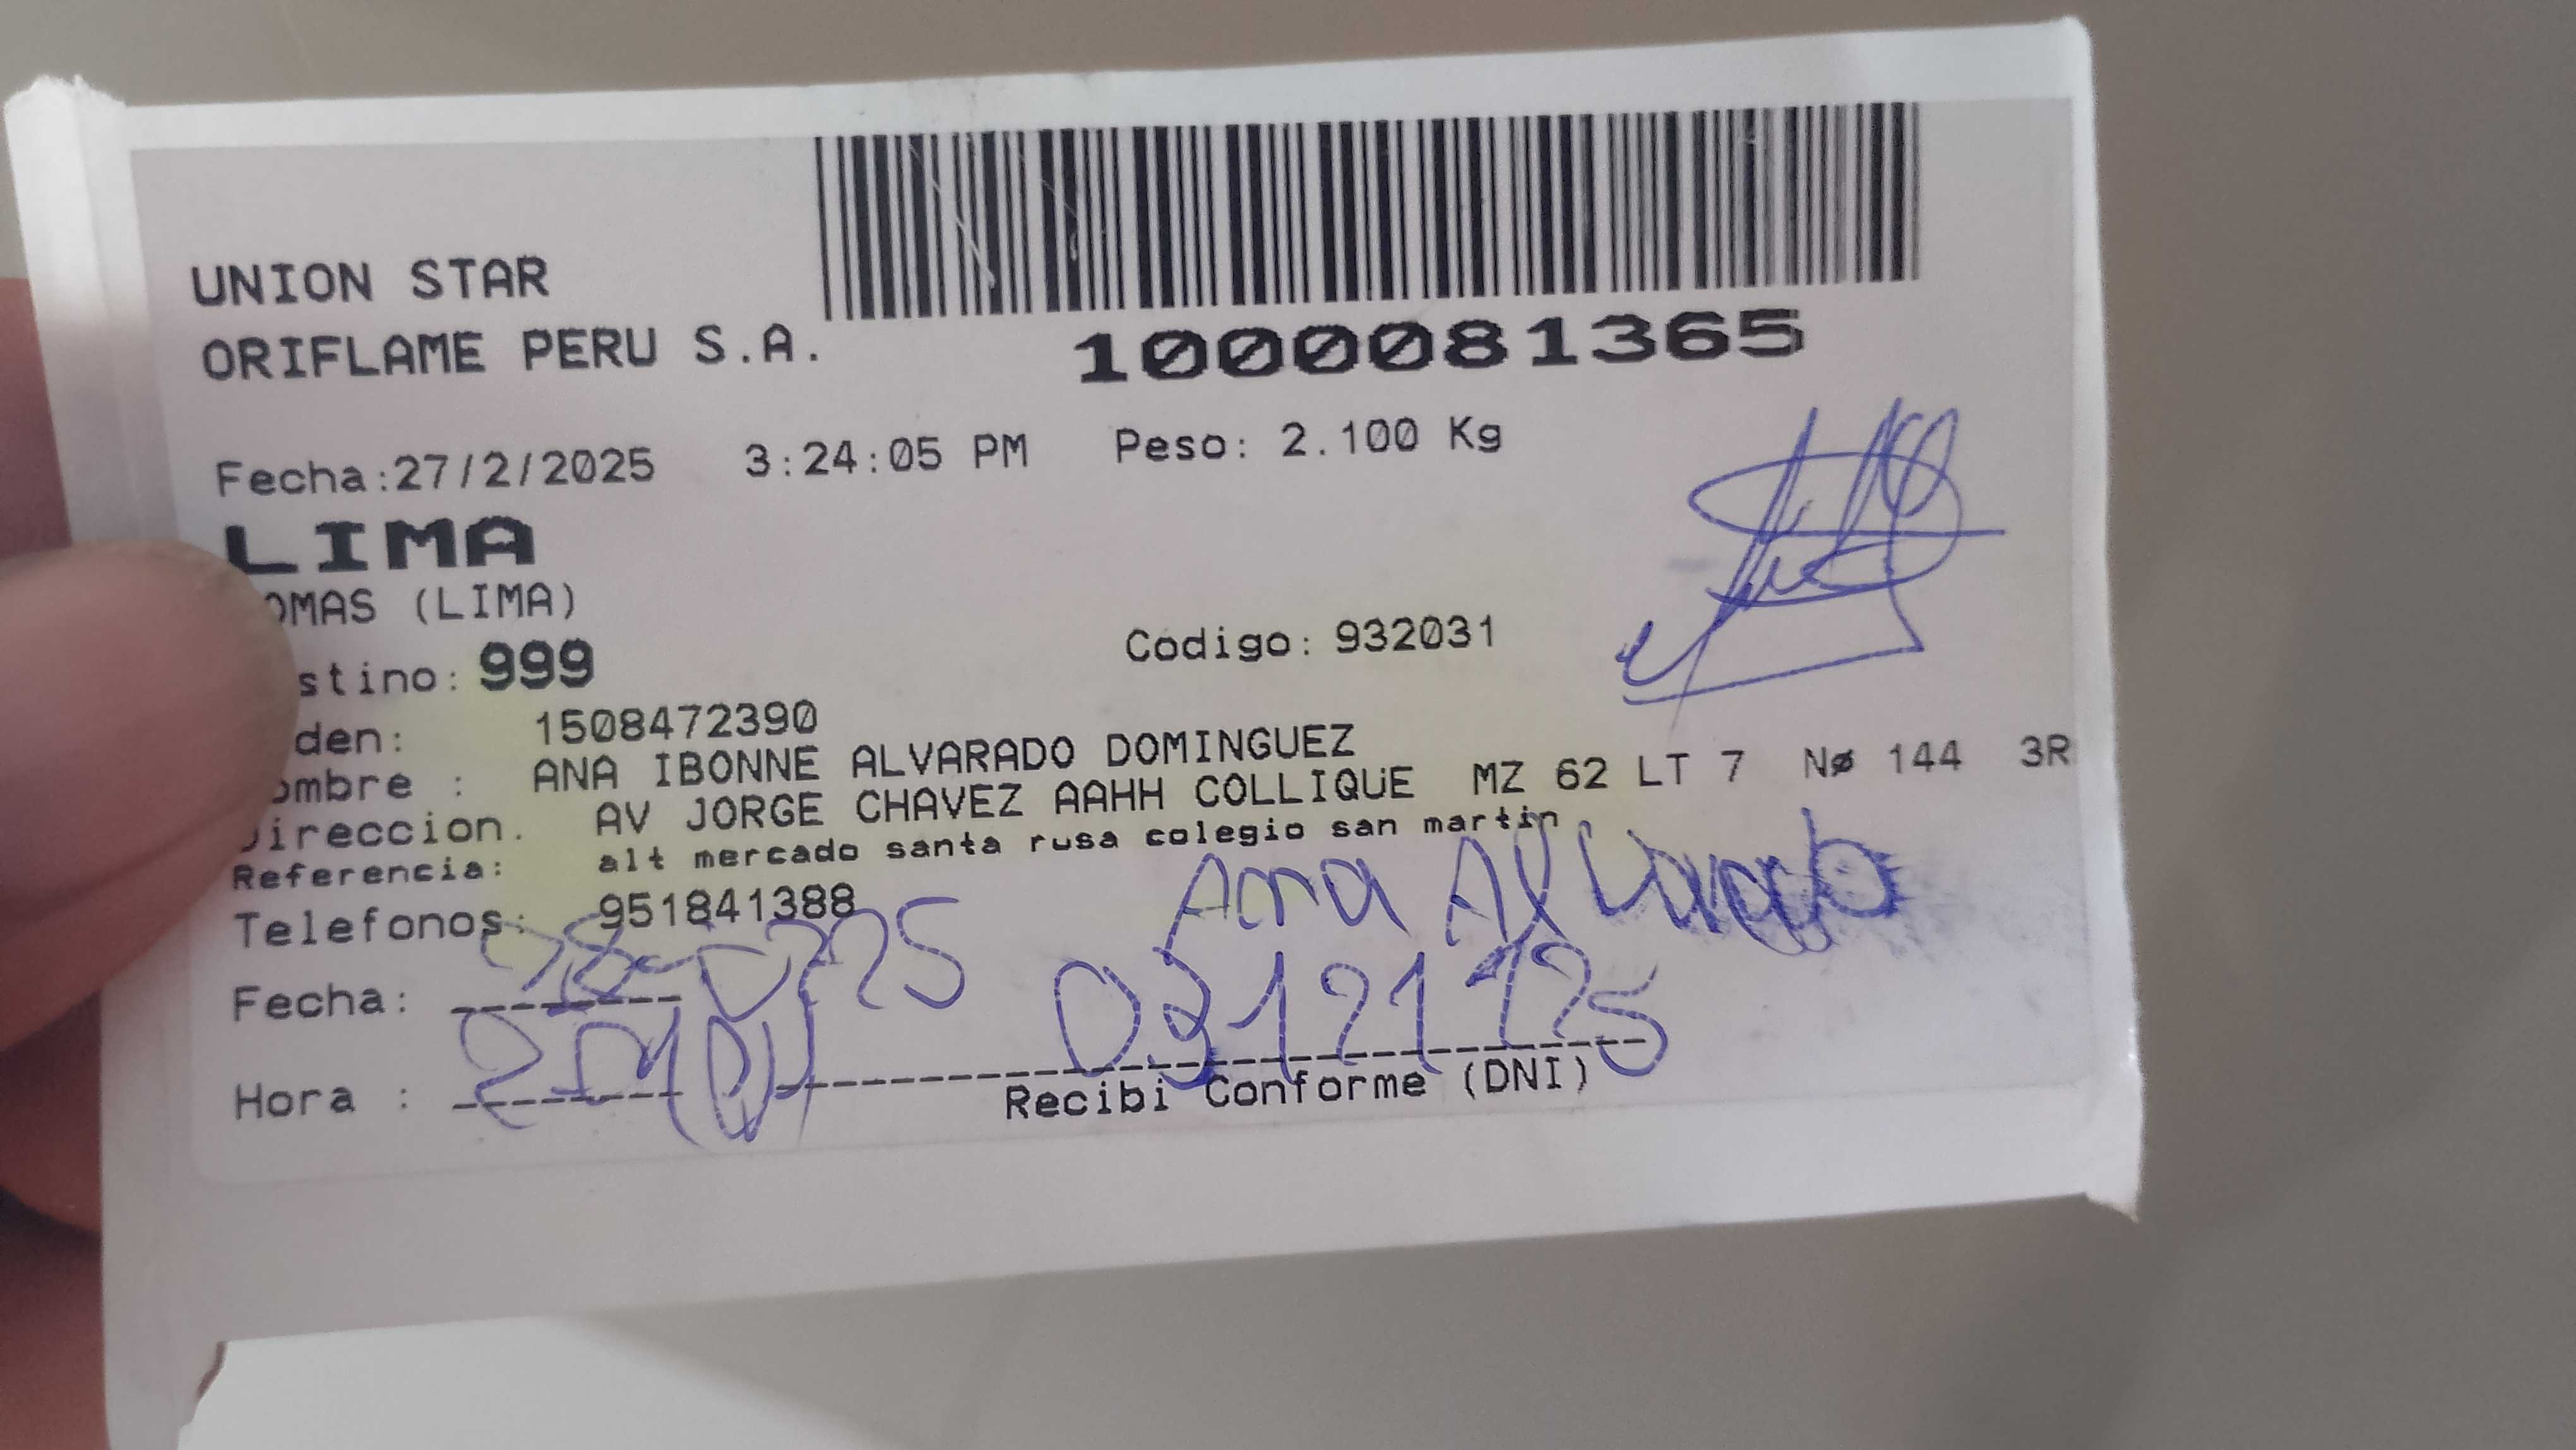 UNION STAR
ORIFLAME PERU S.A.
1000081365
Fecha:27/2/2025 3:24:05 PM Peso: 2.100 Kg
LIMA
OMAS (LIMA)
stino: 999 Codigo: 932031
den: 1508472390
ombre : ANA IBONNE ALVARADO DOMINGUEZ
Direccion. AV JORGE CHAVEZ AAHH COLLIQUE MZ 62 LT 7 Nø 144 3R
Referencia: alt mercado santa rosa colegio san martin
Telefonos: 951841388
Ana Alvarado
Fecha:
Hora :
Recibi Conforme (DNI)